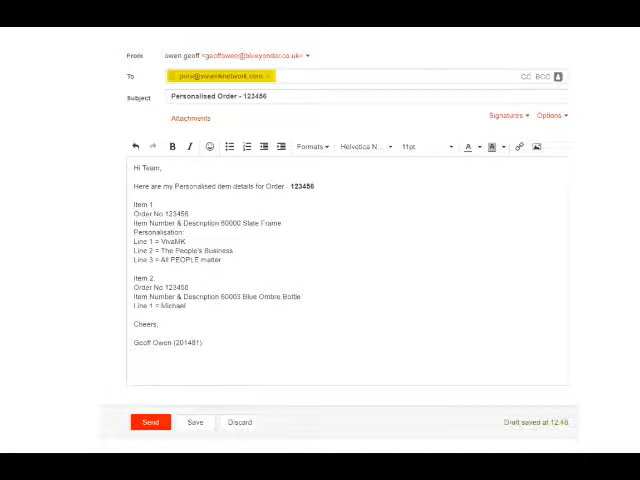 From owen.geoff <geoffowen@blueyonder.co.uk>
To pers@vivamknetwork.com CC BCC
Subject Personalised Order - 123456
Attachments Signatures Options
B I Formats Helvetica N... 11pt A A
Hi Team,
Here are my Personalised item details for Order - 123456
Item 1
Order No 123456
Item Number & Description 60000 Slate Frame
Personalisation:
Line 1 = VivaMK
Line 2 = The People's Business
Line 3 = All PEOPLE matter
Item 2,
Order No 123456
Item Number & Description 60003 Blue Ombre Bottle
Line 1 = Michael
Cheers,
Geoff Owen (201481)
Send Save Discard Draft saved at 12:48.